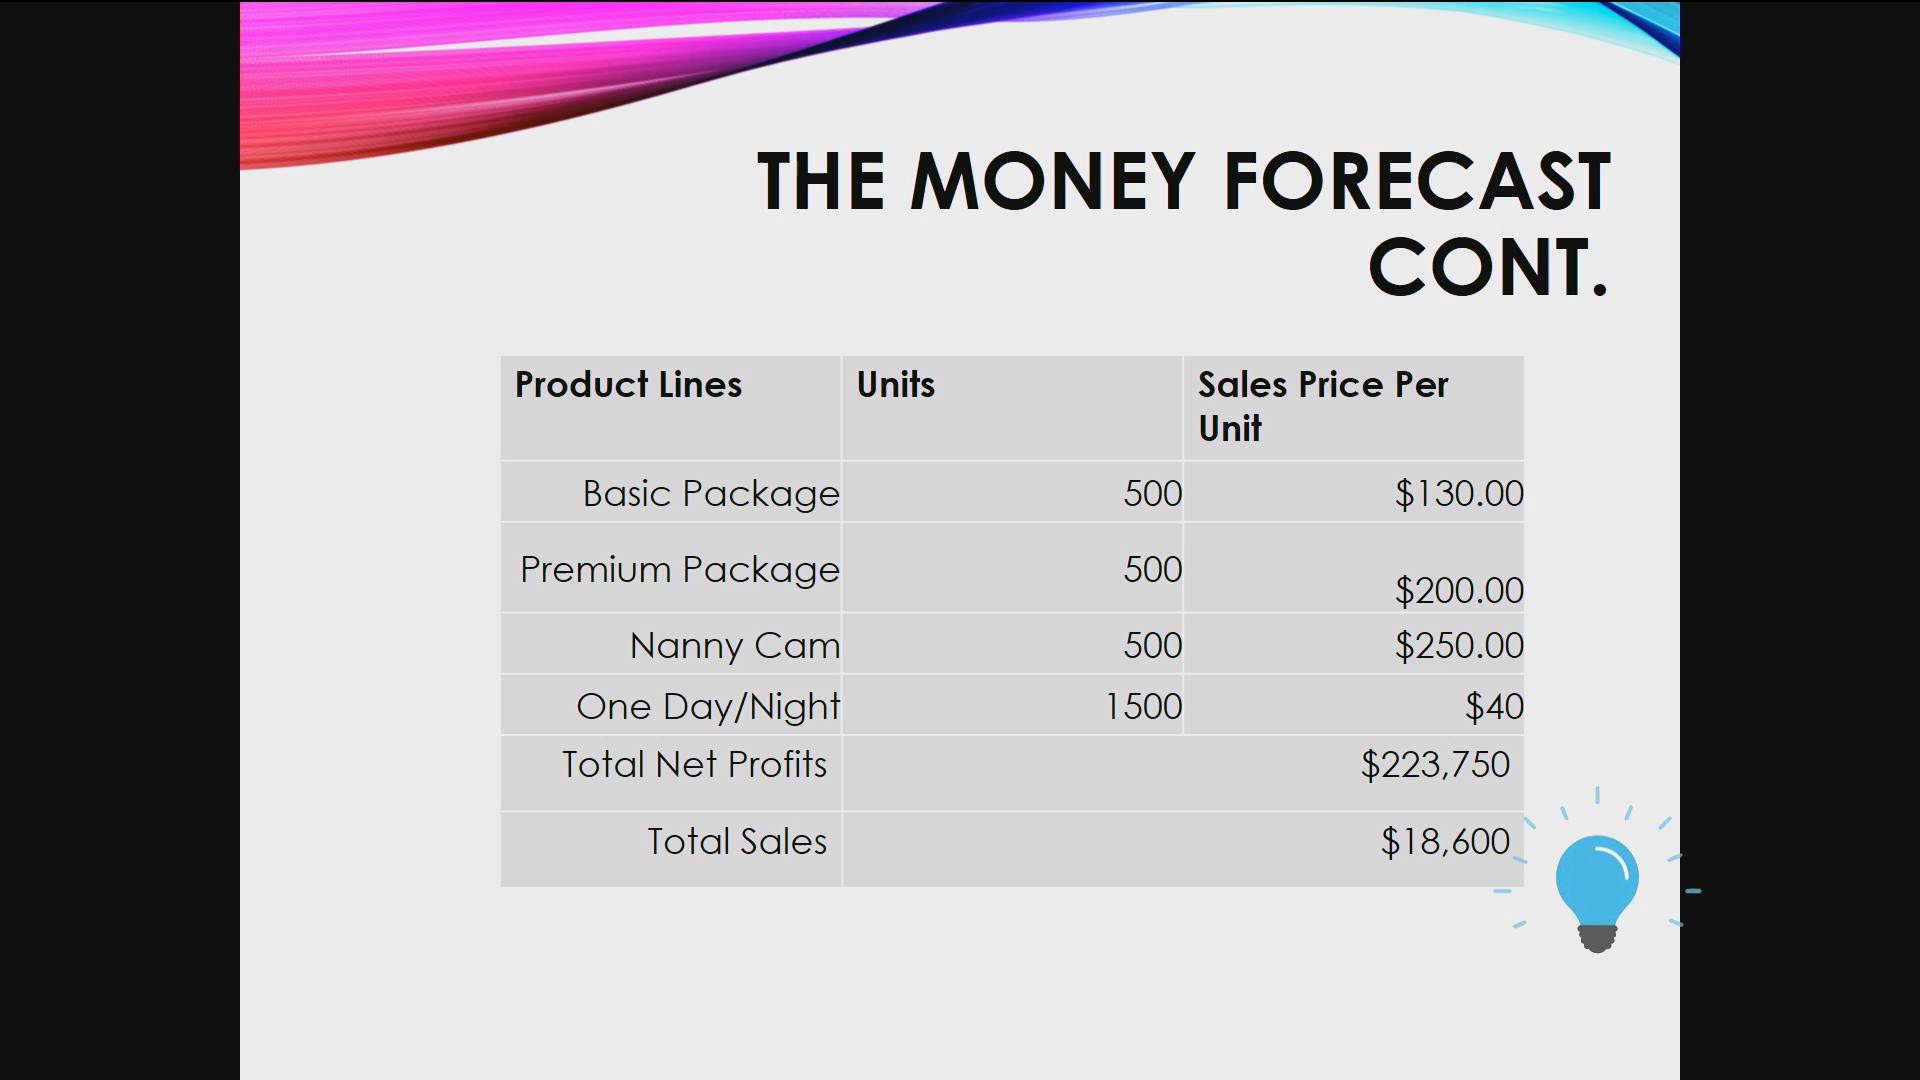 THE MONEY FORECAST
CONT.
Product Lines Units Sales Price Per
Unit
Basic Package 500 $130.00
Premium Package 500 $200.00
Nanny Cam 500 $250.00
One Day/Night 1500 $40
Total Net Profits $223,750
Total Sales $18,600